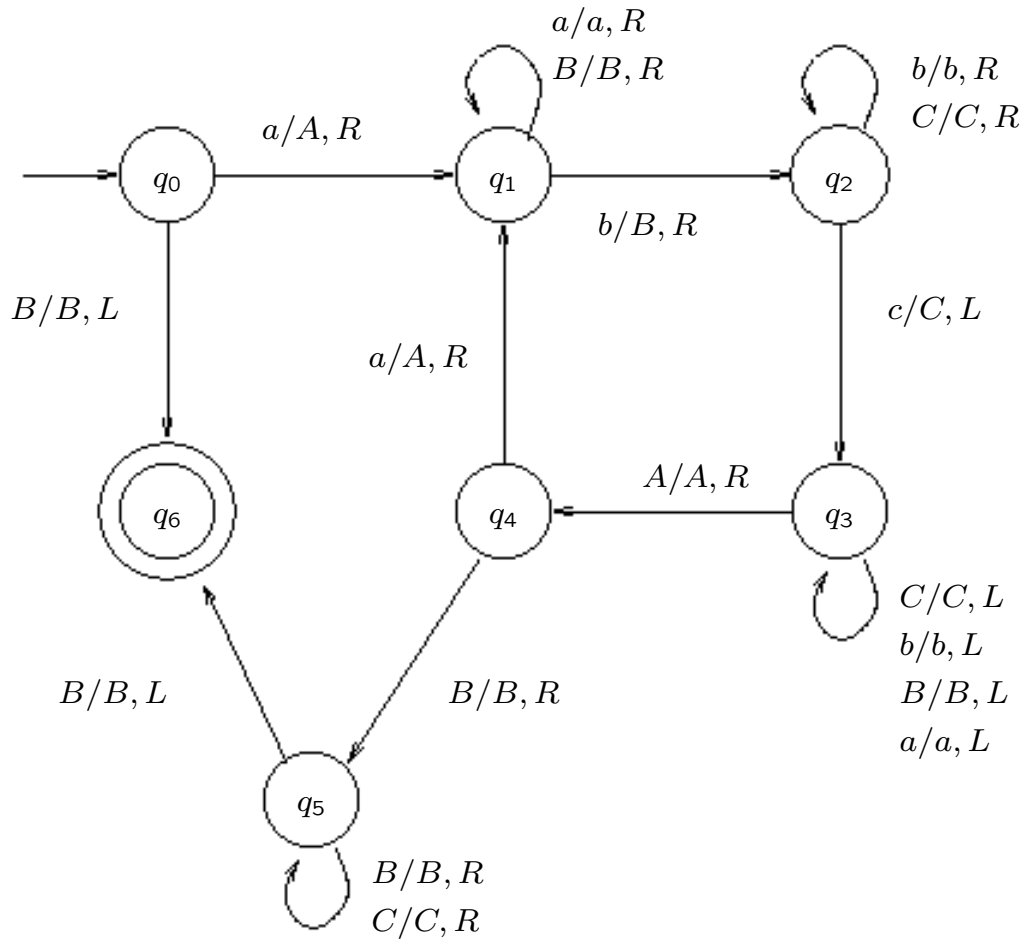 a/a, R
B/B, R
b/b, R
C/C, R
a/A, R
q₀
q₁
q₂
b/B, R
B/B, L
c/C, L
a/A, R
A/A, R
q₆
q₄
q₃
C/C, L
b/b, L
B/B, L
a/a, L
B/B, L
B/B, R
q₅
B/B, R
C/C, R